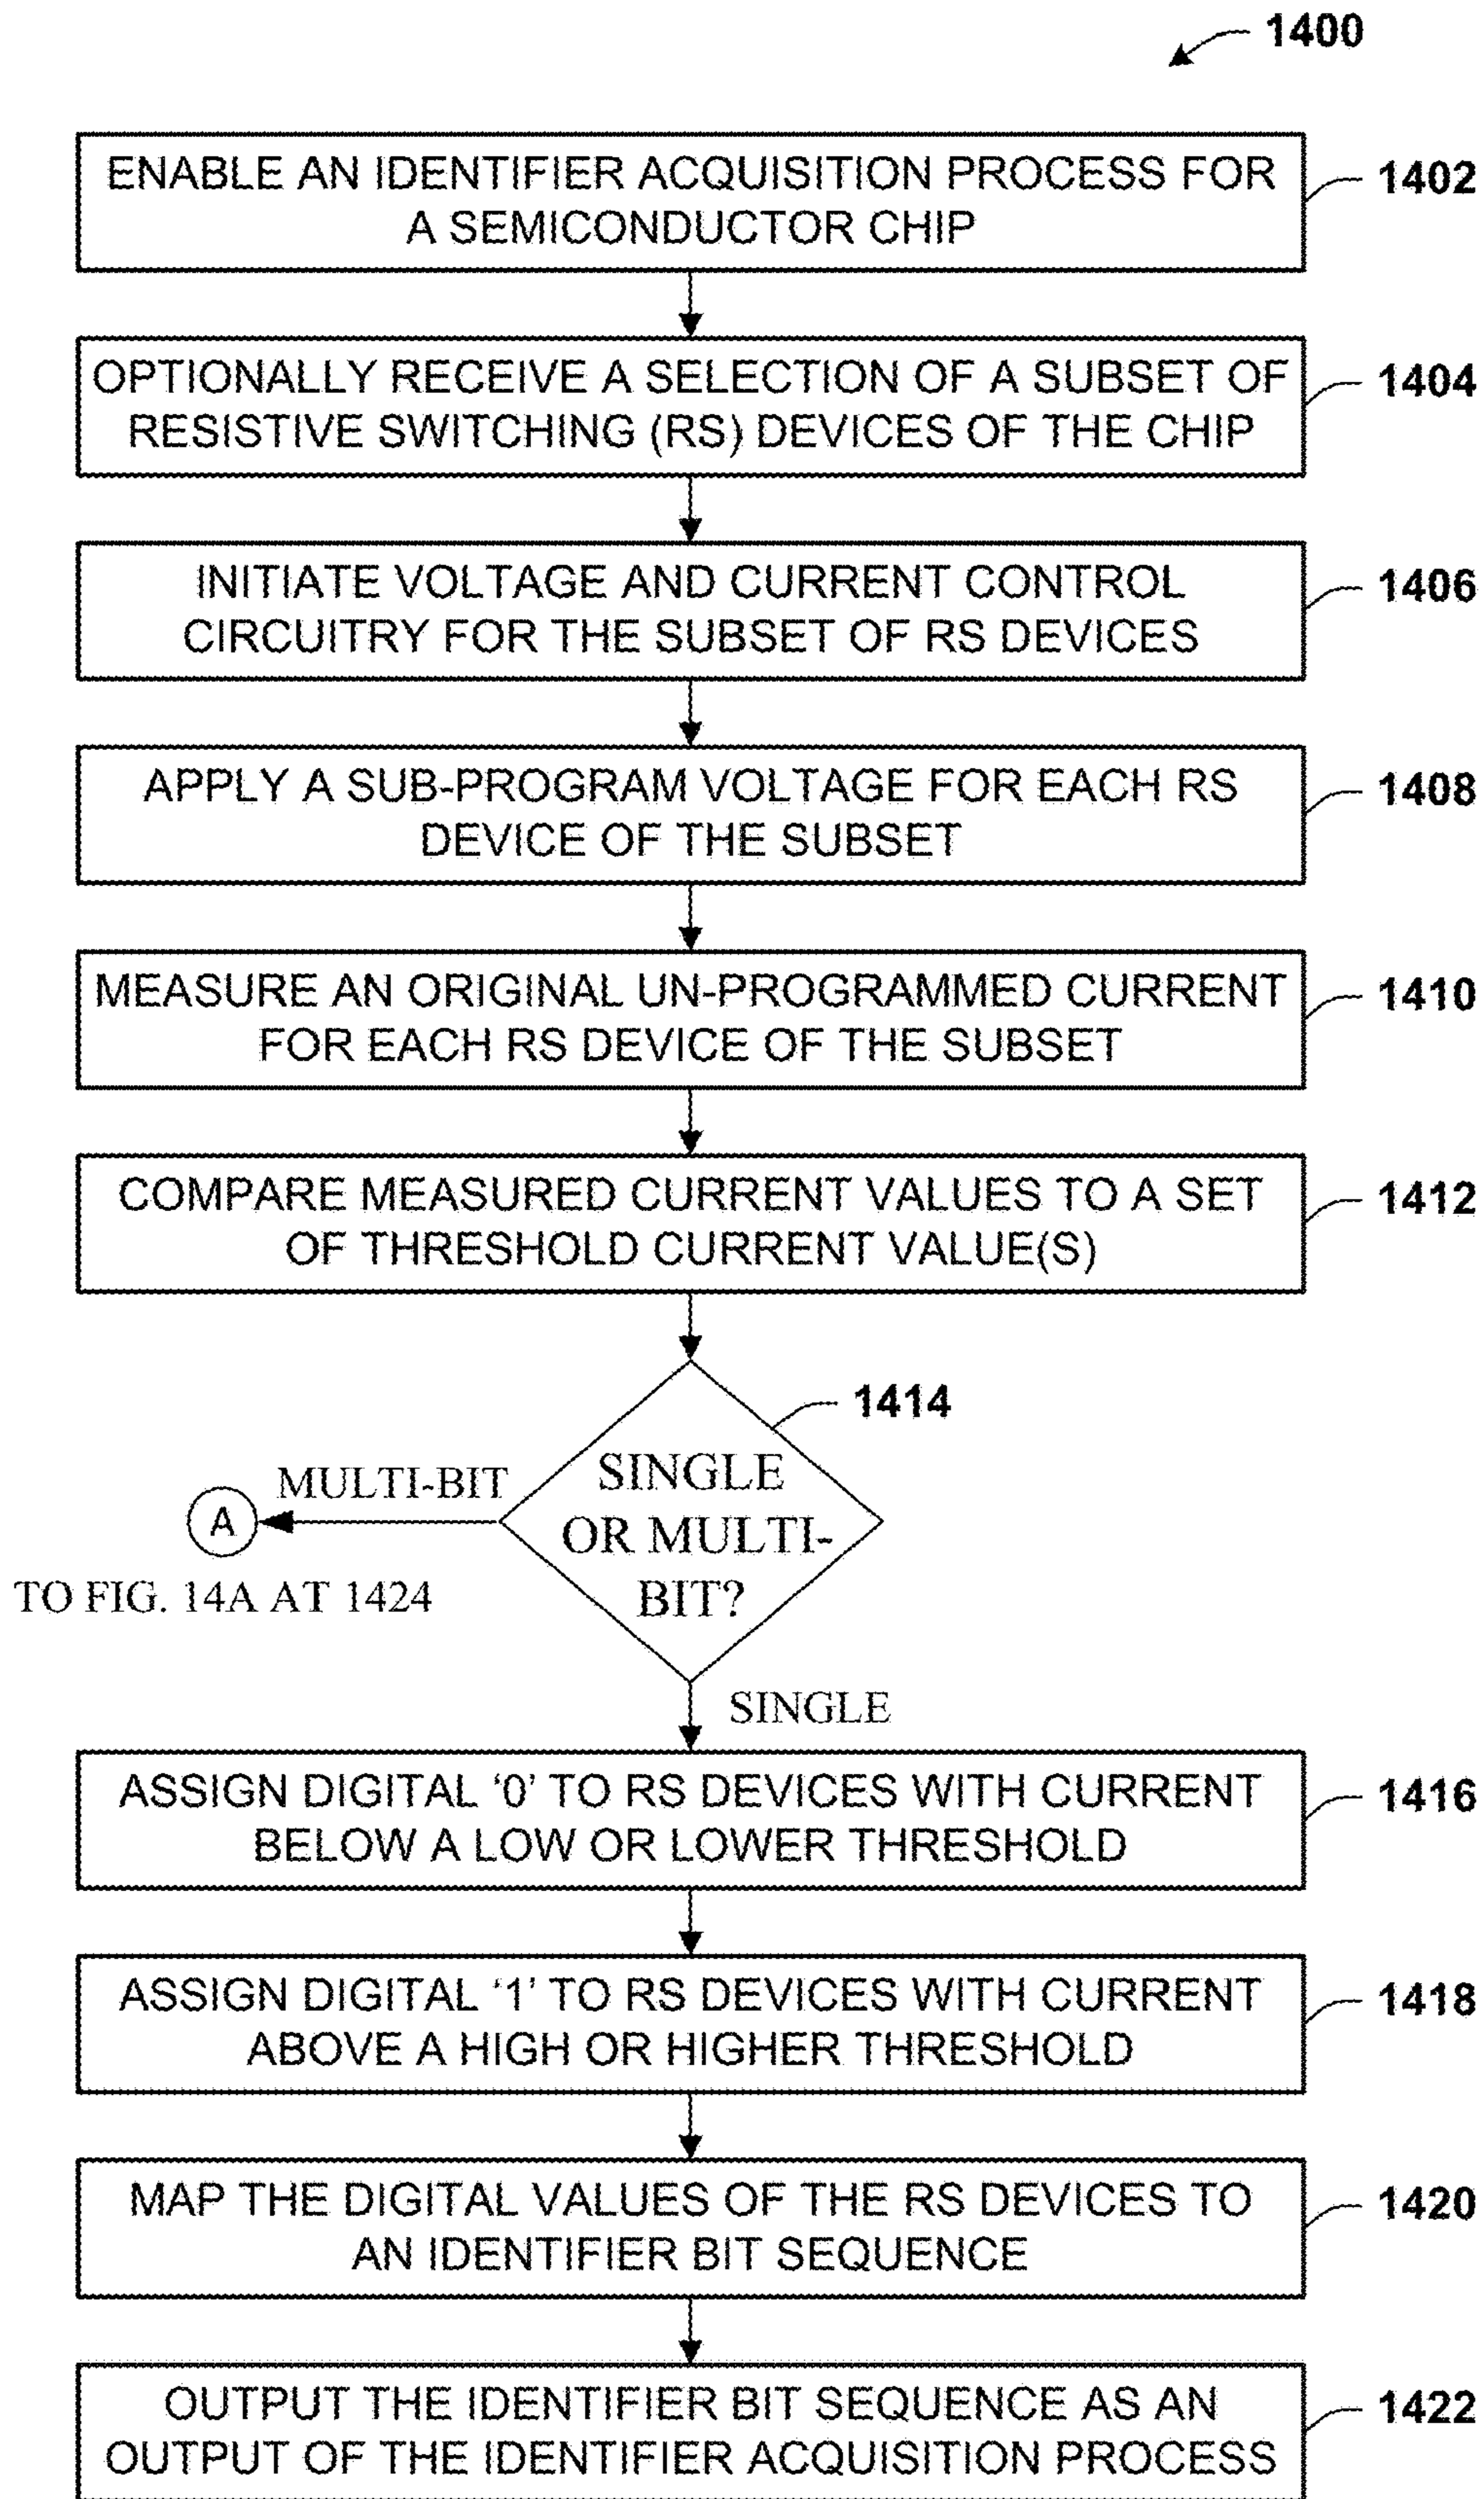 1400
ENABLE AN IDENTIFIER ACQUISITION PROCESS FOR
A SEMICONDUCTOR CHIP
1402
OPTIONALLY RECEIVE A SELECTION OF A SUBSET OF
RESISTIVE SWITCHING (RS) DEVICES OF THE CHIP
1404
INITIATE VOLTAGE AND CURRENT CONTROL
CIRCUITRY FOR THE SUBSET OF RS DEVICES
1406
APPLY A SUB-PROGRAM VOLTAGE FOR EACH RS
DEVICE OF THE SUBSET
1408
MEASURE AN ORIGINAL UN-PROGRAMMED CURRENT
FOR EACH RS DEVICE OF THE SUBSET
1410
COMPARE MEASURED CURRENT VALUES TO A SET
OF THRESHOLD CURRENT VALUE(S)
1412
1414
SINGLE
OR MULTI-
BIT?
MULTI-BIT
A
TO FIG. 14A AT 1424
SINGLE
ASSIGN DIGITAL ‘0’ TO RS DEVICES WITH CURRENT
BELOW A LOW OR LOWER THRESHOLD
1416
ASSIGN DIGITAL ‘1’ TO RS DEVICES WITH CURRENT
ABOVE A HIGH OR HIGHER THRESHOLD
1418
MAP THE DIGITAL VALUES OF THE RS DEVICES TO
AN IDENTIFIER BIT SEQUENCE
1420
OUTPUT THE IDENTIFIER BIT SEQUENCE AS AN
OUTPUT OF THE IDENTIFIER ACQUISITION PROCESS
1422